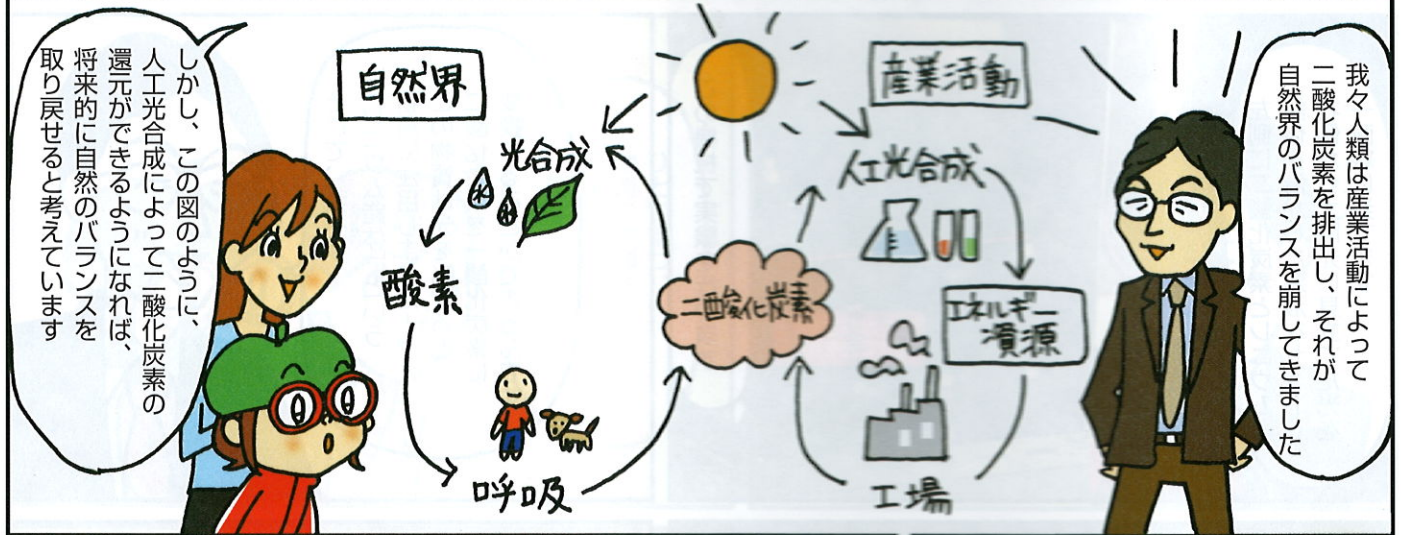 我々人類は産業活動によって
二酸化炭素を排出し、それが
自然界のバランスを崩してきました
産業活動
人工光合成
エネルギー
資源
工場
二酸化炭素
自然界
光合成
水
水
酸素
呼吸
しかし、この図のように、
人工光合成によって二酸化炭素の
還元ができるようになれば、
将来的に自然のバランスを
取り戻せると考えています